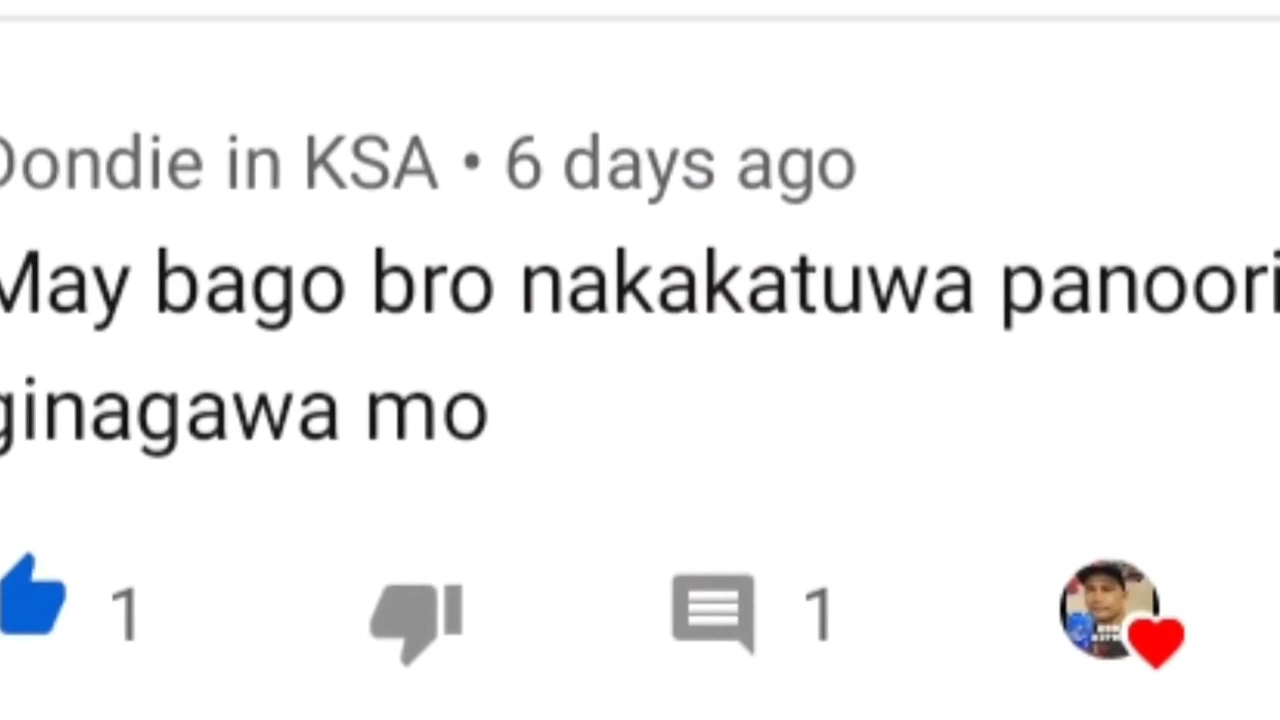 Dondie in KSA • 6 days ago
May bago bro nakakatuwa panoori
ginagawa mo
1 1